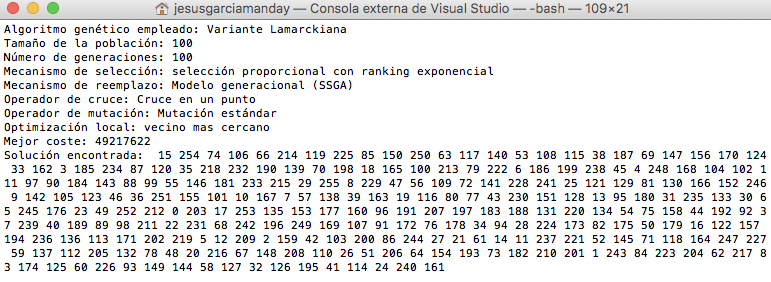 jesusgarciamanday — Consola externa de Visual Studio — -bash — 109×21
Algoritmo genético empleado: Variante Lamarckiana
Tamaño de la población: 100
Número de generaciones: 100
Mecanismo de selección: selección proporcional con ranking exponencial
Mecanismo de reemplazo: Modelo generacional (SSGA)
Operador de cruce: Cruce en un punto
Operador de mutación: Mutación estándar
Optimización local: vecino mas cercano
Mejor coste: 49217622
Solución encontrada:  15 254 74 106 66 214 119 225 85 150 250 63 117 140 53 108 115 38 187 69 147 156 170 124
 33 162 3 185 234 87 120 35 218 232 190 139 70 198 18 165 100 213 79 222 6 186 199 238 45 4 248 168 104 102 1
11 97 90 184 143 88 99 55 146 181 233 215 29 255 8 229 47 56 109 72 141 228 241 25 121 129 81 130 166 152 246
 9 142 105 123 46 36 251 155 101 10 167 7 57 138 39 163 19 116 80 77 43 230 151 128 13 95 180 31 235 133 30 6
5 245 176 23 49 252 212 0 203 17 253 135 153 177 160 96 191 207 197 183 188 131 220 134 54 75 158 44 192 92 3
7 239 40 189 89 98 211 22 231 68 242 196 249 169 107 91 172 76 178 34 94 28 224 173 82 175 50 179 16 122 157
194 236 136 113 171 202 219 5 12 209 2 159 42 103 200 86 244 27 21 61 14 11 237 221 52 145 71 118 164 247 227
 59 137 112 205 132 78 48 20 216 67 148 208 110 26 51 206 64 154 193 73 182 210 201 1 243 84 223 204 62 217 8
3 174 125 60 226 93 149 144 58 127 32 126 195 41 114 24 240 161